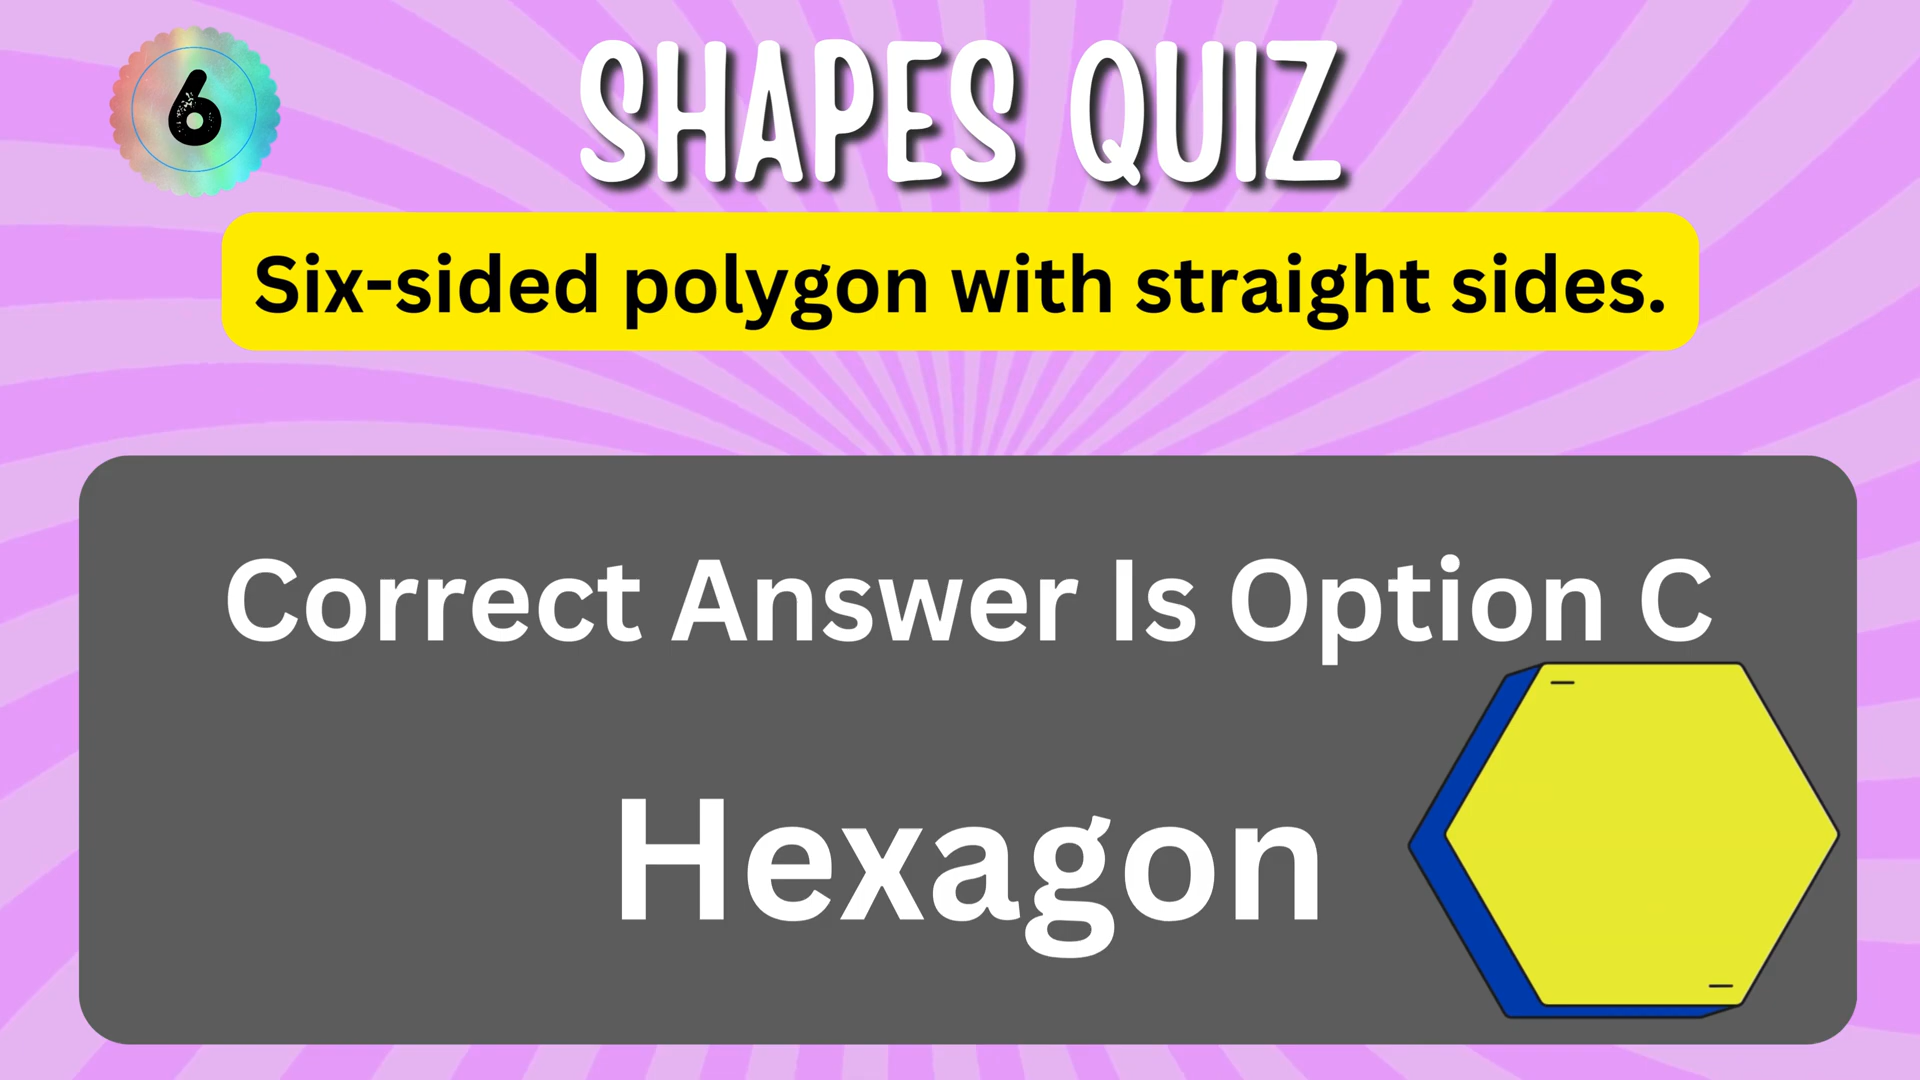 6
SHAPES QUIZ
Six-sided polygon with straight sides.
Correct Answer Is Option C
Hexagon